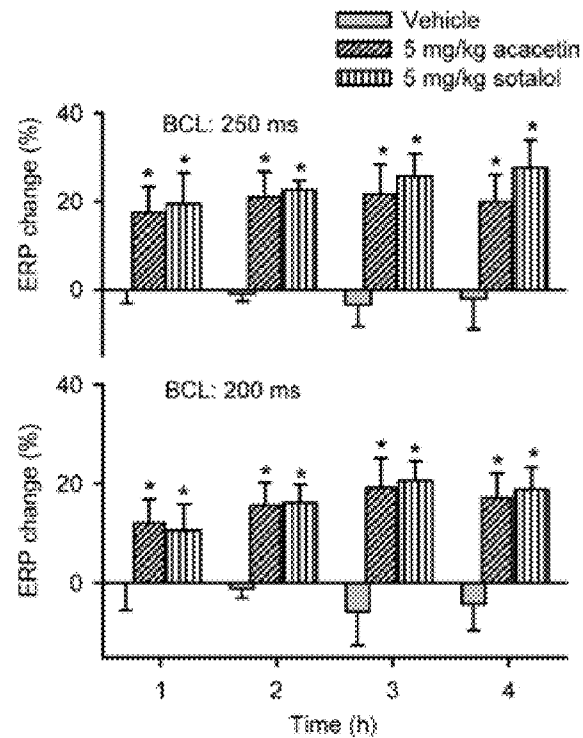 Vehicle
5 mg/kg acacetin
5 mg/kg sotalol
BCL: 250 ms
ERP change (%)
40
20
0
* * * * * * * *
BCL: 200 ms
ERP change (%)
40
20
0
* * * * * * * *
1 2 3 4
Time (h)